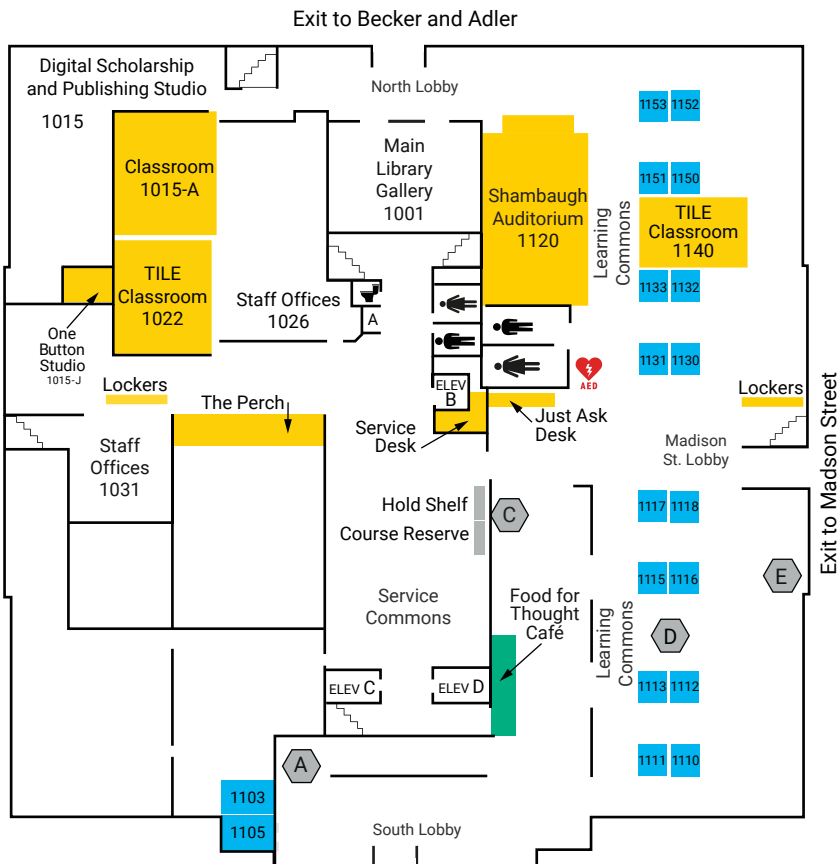 Exit to Becker and Adler
Digital Scholarship
and Publishing Studio
1015
North Lobby
1153
1152
Classroom
1015-A
Main
Library
Gallery
1001
Shambaugh
Auditorium
1120
Learning
Commons
1151
1150
TILE
Classroom
1140
TILE
Classroom
1022
Staff Offices
1026
A
1133
1132
One
Button
Studio
1015-J
1131
1130
AED
Lockers
The Perch
ELEV
B
Service
Desk
Just Ask
Desk
Lockers
Madison
St. Lobby
Exit to Madson Street
Staff
Offices
1031
Hold Shelf
Course Reserve
C
1117
1118
E
1115
1116
Service
Commons
Food for
Thought
Café
Learning
Commons
D
ELEV C
ELEV D
1113
1112
A
1111
1110
1103
1105
South Lobby